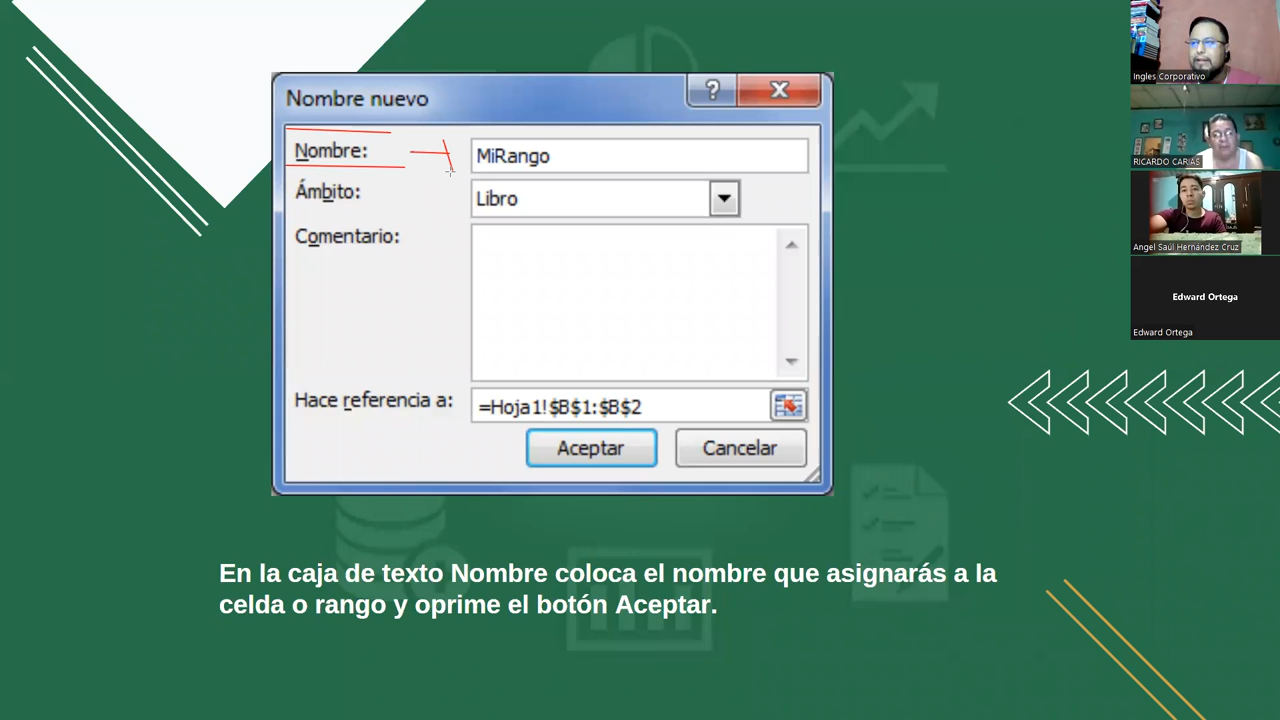 Nombre nuevo
?
X
Nombre:
MiRango
Ámbito:
Libro
Comentario:
Hace referencia a:
=Hoja1!$B$1:$B$2
Aceptar
Cancelar
En la caja de texto Nombre coloca el nombre que asignarás a la
celda o rango y oprime el botón Aceptar.
Ingles Corporativo
RICARDO CARIAS
Angel Saúl Hernández Cruz
Edward Ortega
Edward Ortega